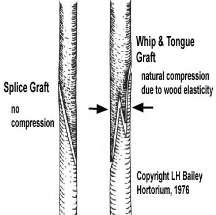 Whip & Tongue
Graft
natural compression
due to wood elasticity
Splice Graft
no
compression
Copyright LH Bailey
Hortorium, 1976